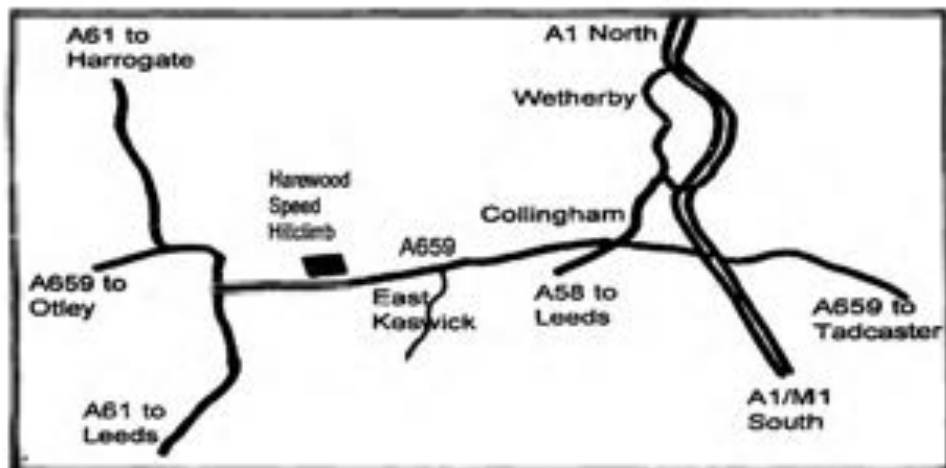 A61 to
Harrogate
A1 North
Wetherby
Harewood
Speed
Hillclimb
Collingham
A659
A659 to
Otley
East
Keswick
A58 to
Leeds
A659 to
Tadcaster
A61 to
Leeds
A1/M1
South